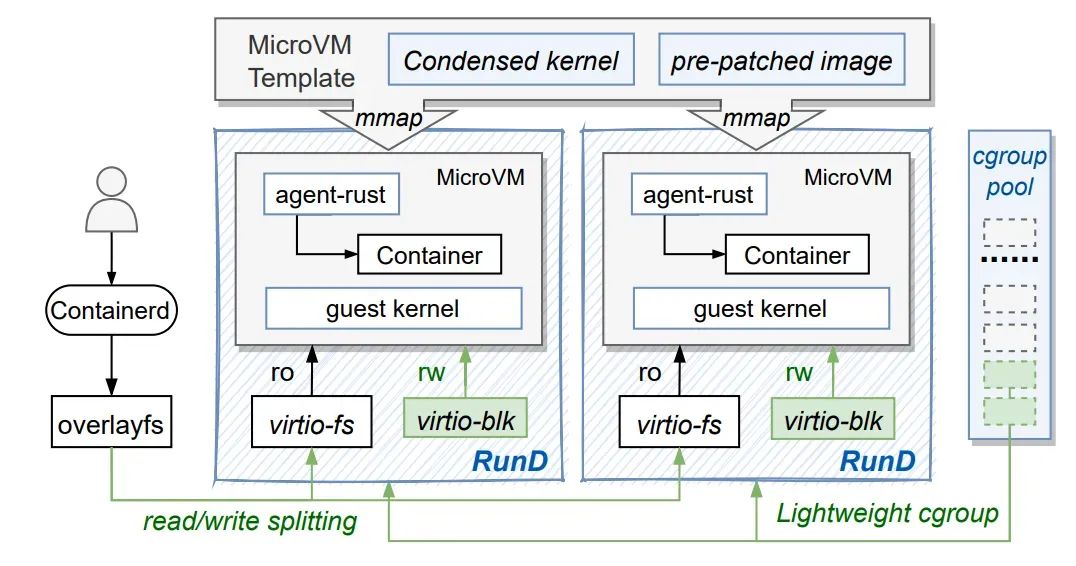 MicroVM
Template
Condensed kernel
pre-patched image
mmap
mmap
MicroVM
agent-rust
Container
guest kernel
ro
rw
virtio-fs
virtio-blk
RunD
MicroVM
agent-rust
Container
guest kernel
ro
rw
virtio-fs
virtio-blk
RunD
cgroup
pool
......
Containerd
overlayfs
read/write splitting
Lightweight cgroup